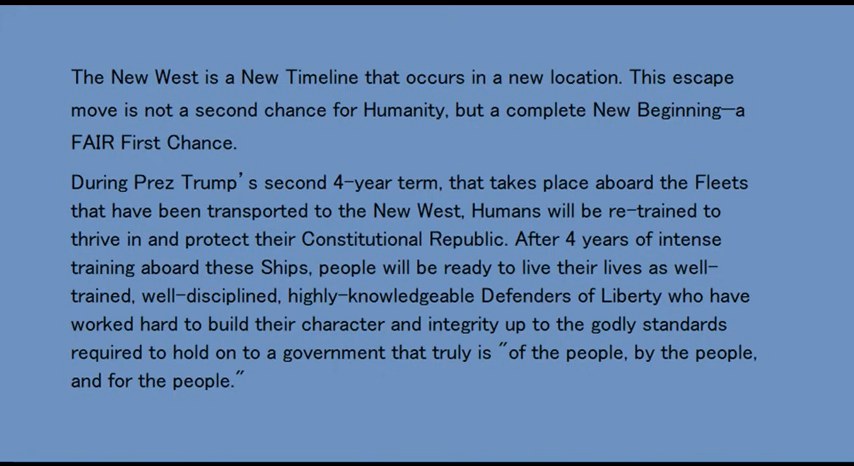 The New West is a New Timeline that occurs in a new location. This escape
move is not a second chance for Humanity, but a complete New Beginning—a
FAIR First Chance.
During Prez Trump's second 4-year term, that takes place aboard the Fleets
that have been transported to the New West, Humans will be re-trained to
thrive in and protect their Constitutional Republic. After 4 years of intense
training aboard these Ships, people will be ready to live their lives as well-
trained, well-disciplined, highly-knowledgeable Defenders of Liberty who have
worked hard to build their character and integrity up to the godly standards
required to hold on to a government that truly is "of the people, by the people,
and for the people."